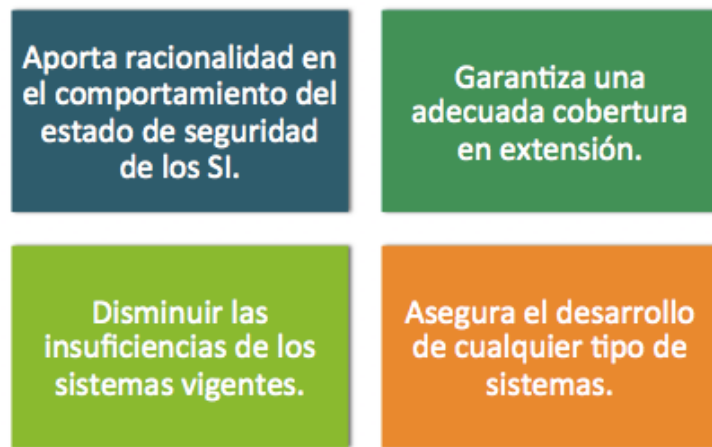 Aporta racionalidad en
el comportamiento del
estado de seguridad
de los SI.
Garantiza una
adecuada cobertura
en extensión.
Disminuir las
insuficiencias de los
sistemas vigentes.
Asegura el desarrollo
de cualquier tipo de
sistemas.